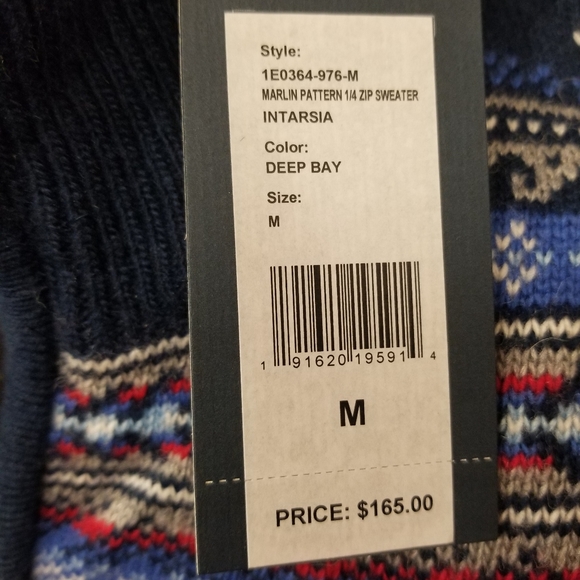 Style:
1E0364-976-M
MARLIN PATTERN 1/4 ZIP SWEATER
INTARSIA
Color:
DEEP BAY
Size:
M
1 91620 19591 4
M
PRICE: $165.00